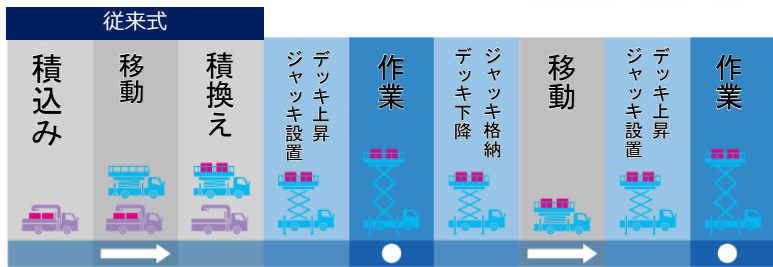 従来式
積込み
移動
積換え
デッキ上昇
ジャッキ設置
作業
ジャッキ格納
デッキ下降
移動
デッキ上昇
ジャッキ設置
作業